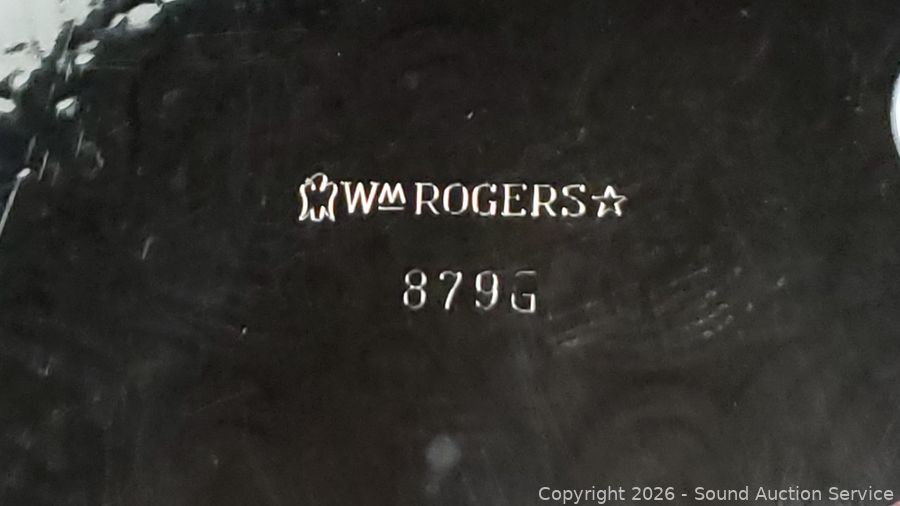 Wm ROGERS
879G
Copyright 2026 - Sound Auction Service